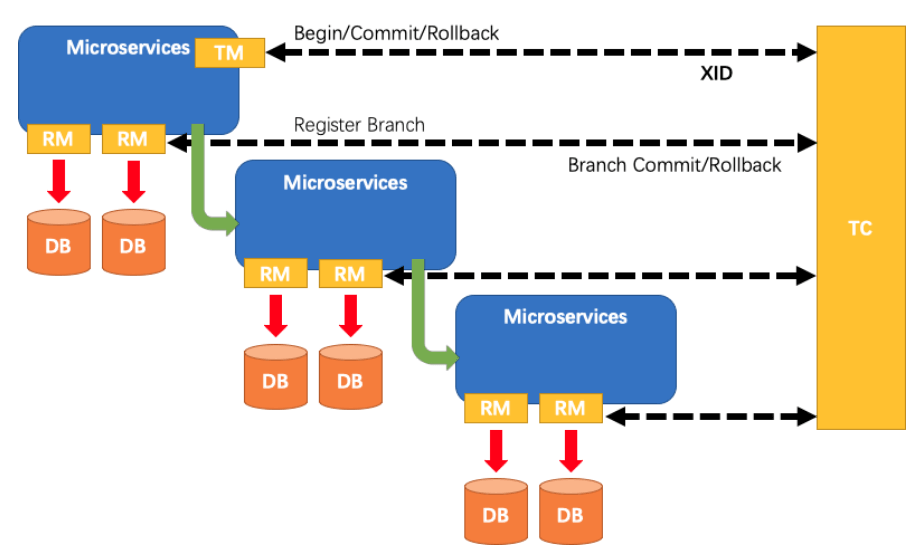 Begin/Commit/Rollback
Microservices
TM
XID
Register Branch
RM
RM
Branch Commit/Rollback
Microservices
TC
DB
DB
RM
RM
Microservices
DB
DB
RM
RM
DB
DB